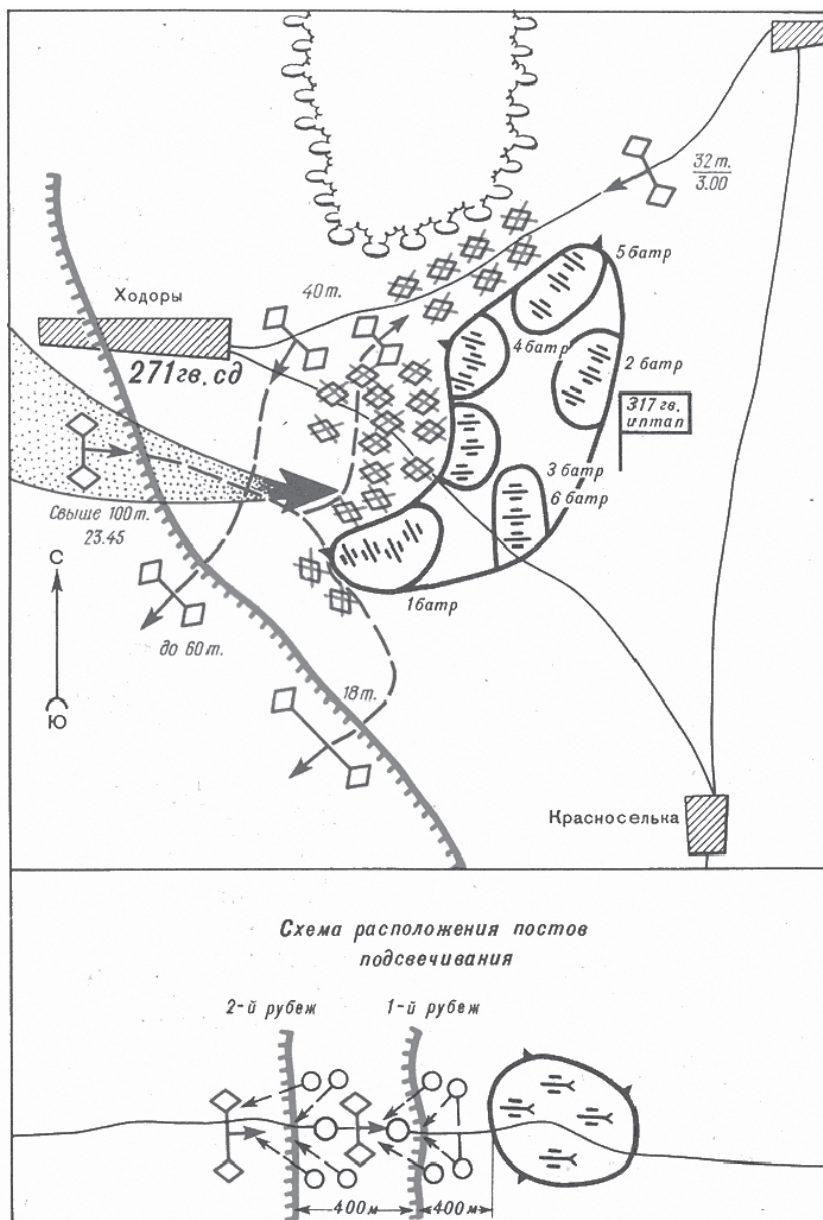 32 т.
3.00
5 батр
Ходоры
40 т.
271 гв. сд
4 батр
2 батр
317 гв.
иптап
3 батр
6 батр
Свыше 100 т.
23.45
С
1 батр
до 60 т.
Ю
18 т.
Красноселька
Схема расположения постов
подсвечивания
2-й рубеж
1-й рубеж
400 м
400 м